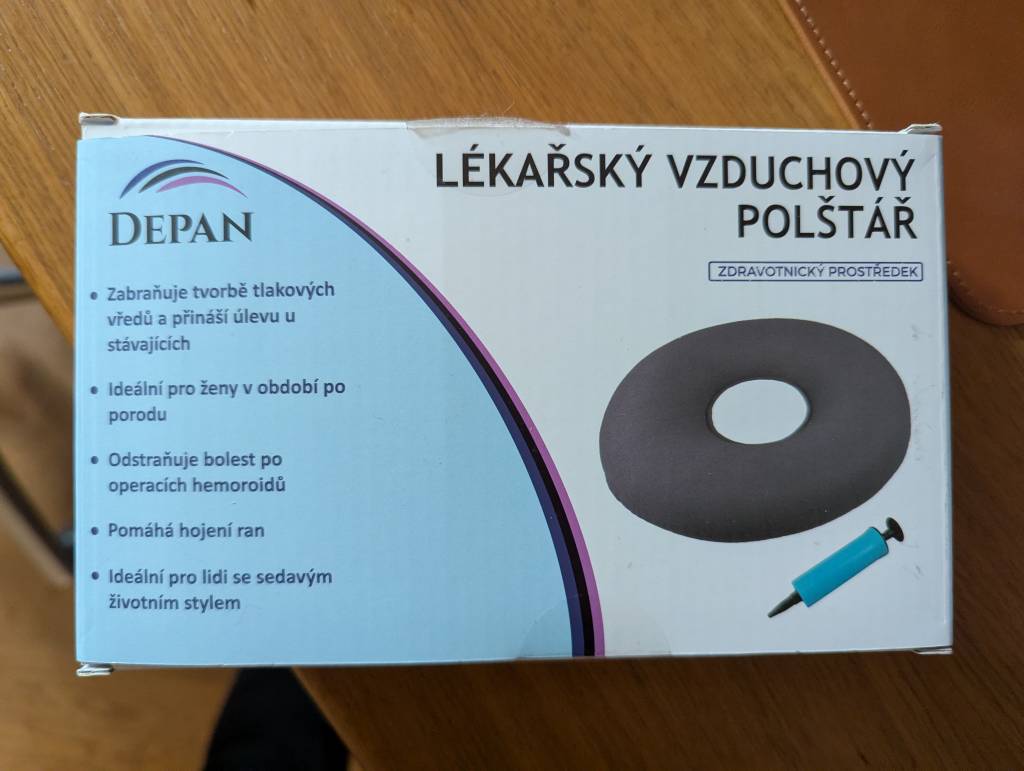 DEPAN
• Zabraňuje tvorbě tlakových
vředů a přináší úlevu u
stávajících
• Ideální pro ženy v období po
porodu
• Odstraňuje bolest po
operacích hemoroidů
• Pomáhá hojení ran
• Ideální pro lidi se sedavým
životním stylem
LÉKAŘSKÝ VZDUCHOVÝ
POLŠTÁŘ
ZDRAVOTNICKÝ PROSTŘEDEK